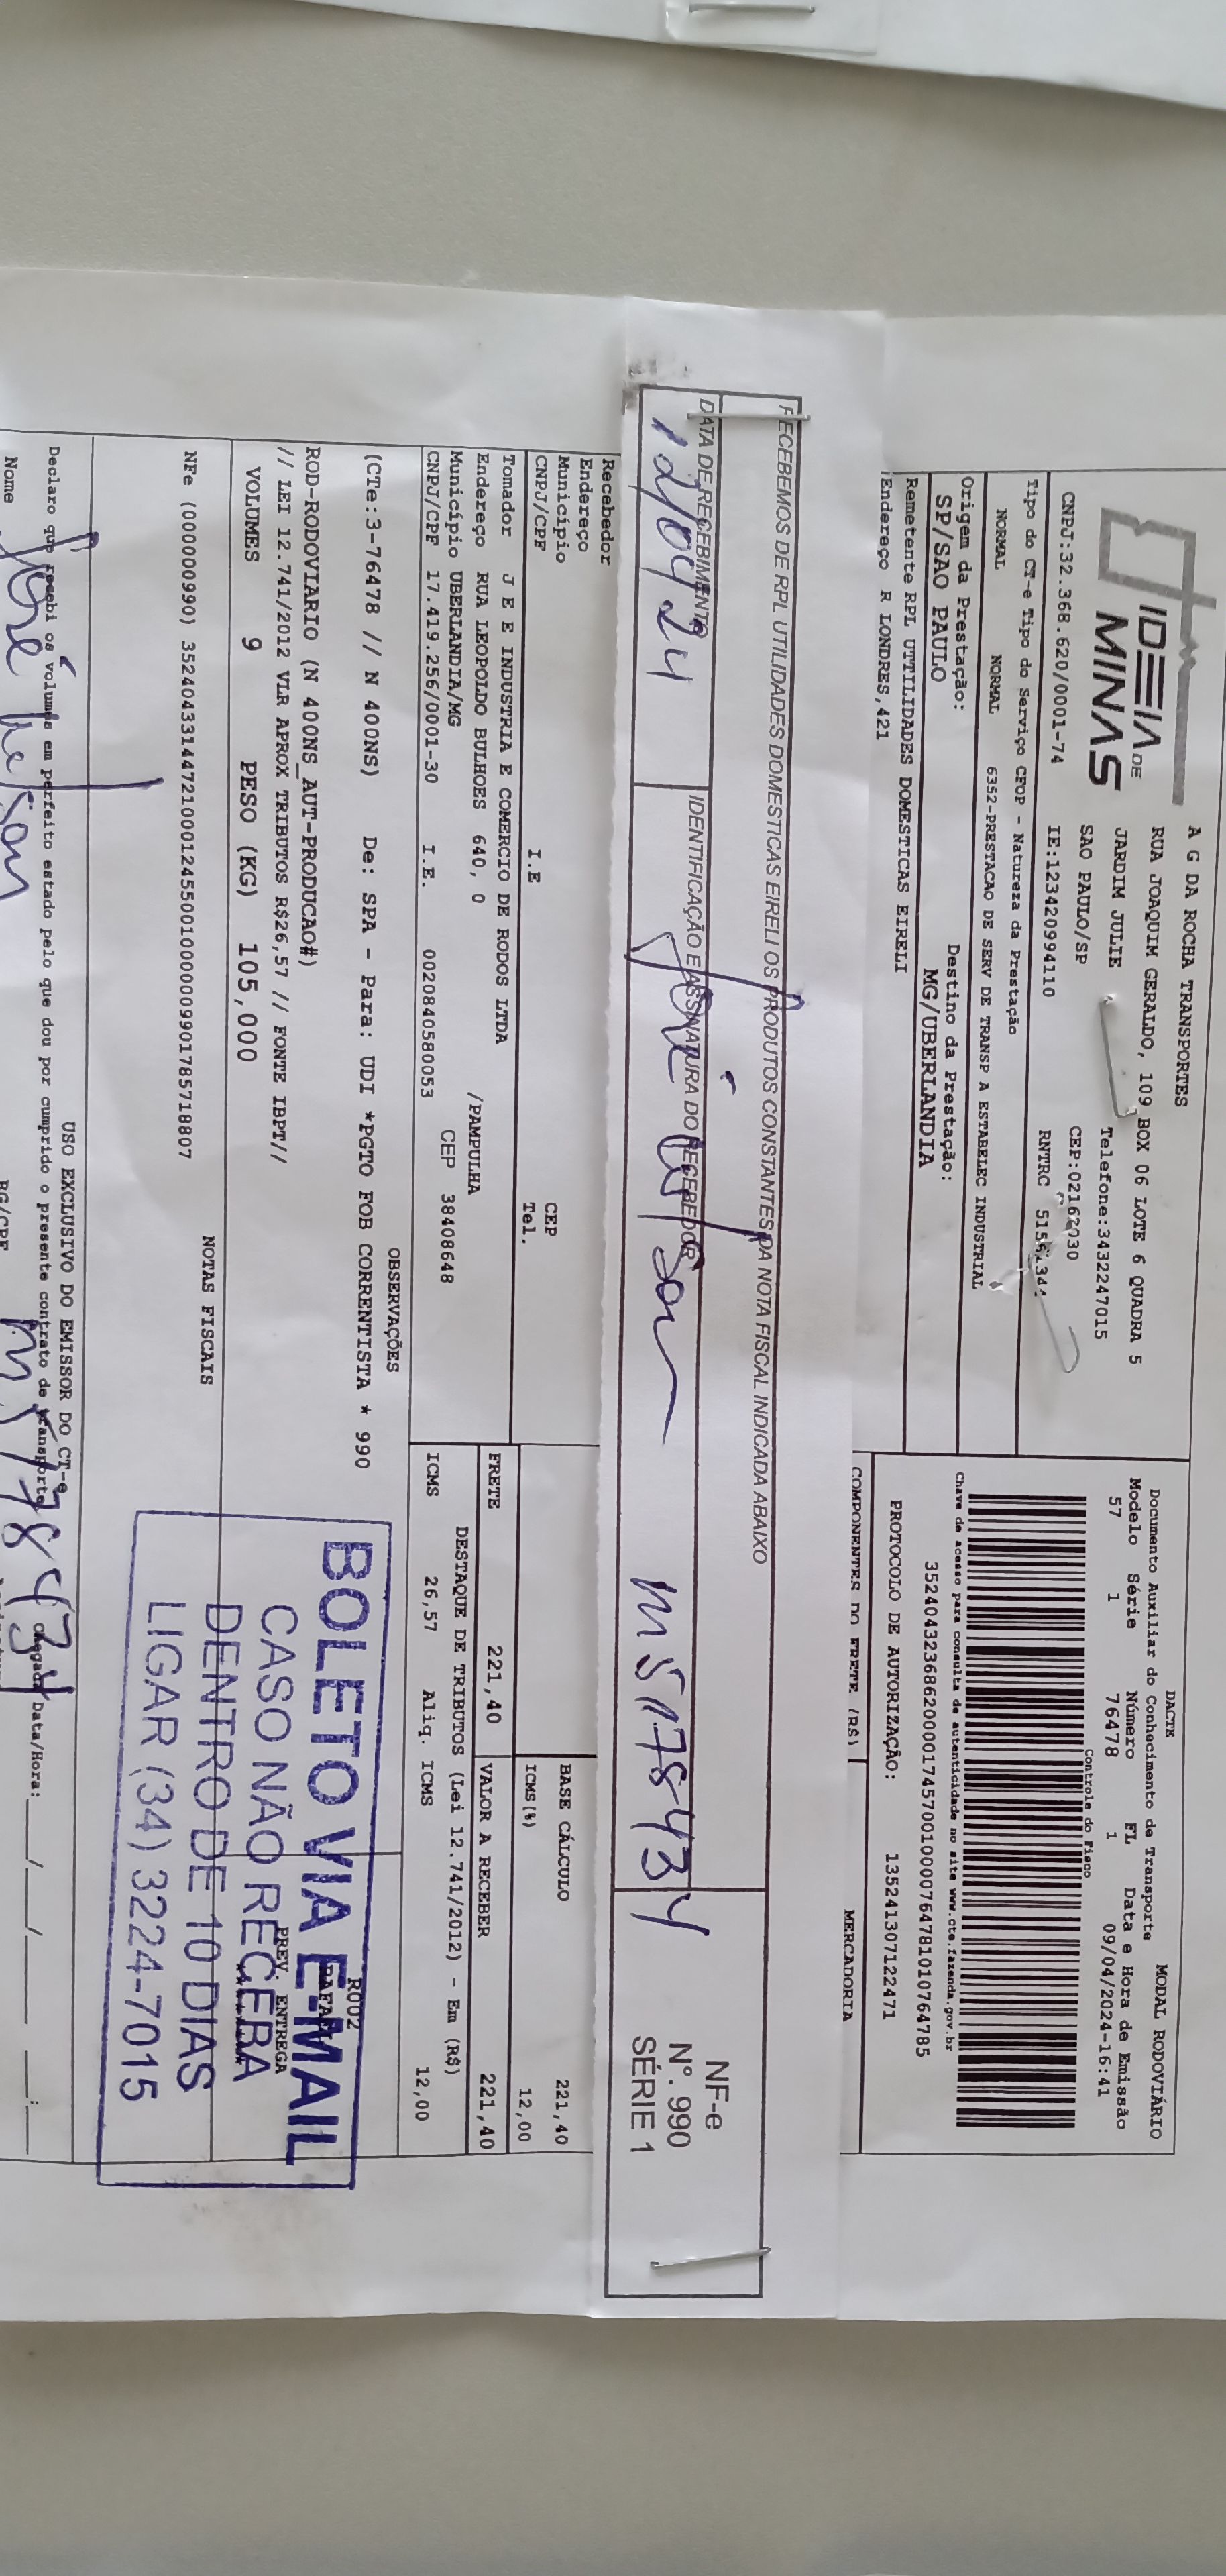 IDEIA DE
MINAS
A G DA ROCHA TRANSPORTES
RUA JOAQUIM GERALDO, 109 BOX 06 LOTE 6 QUADRA 5
JARDIM JULIE Telefone:3432247015
SAO PAULO/SP CEP:02162030
CNPJ:32.368.620/0001-74 IE:123420994110 RNTRC
Tipo do CT-e Tipo do Serviço CFOP - Natureza da Prestação
NORMAL NORMAL 6352-PRESTACAO DE SERV DE TRANSP A ESTABELEC INDUSTRIAL
Origem da Prestação: Destino da Prestação:
SP/SAO PAULO MG/UBERLANDIA
Remetente RPL UTTILIDADES DOMESTICAS EIRELI
Endereço R LONDRES,421
DACTE MODAL RODOVIÁRIO
Documento Auxiliar do Conhecimento de Transporte
Modelo Série Número FL Data e Hora de Emissão
57 1 76478 1 09/04/2024-16:41
Controle do Fisco
Chave de acesso para consulta de autenticidade no site www.cte.fazenda.gov.br
35240432368620000174570010000764781010764785
PROTOCOLO DE AUTORIZAÇÃO: 135241307122471
COMPONENTES DO FRETE (R$) MERCADORIA
RECEBEMOS DE RPL UTILIDADES DOMESTICAS EIRELI OS PRODUTOS CONSTANTES DA NOTA FISCAL INDICADA ABAIXO
DATA DE RECEBIMENTO IDENTIFICAÇÃO E ASSINATURA DO RECEBEDOR
12/04/24 José
NF-e
Nº. 990
SÉRIE 1
Recebedor
Endereço
Município CEP
CNPJ/CPF I.E Tel.
Tomador J E E INDUSTRIA E COMERCIO DE RODOS LTDA
Endereço RUA LEOPOLDO BULHOES 640, 0 /PAMPULHA
Município UBERLANDIA/MG CEP 38408648
CNPJ/CPF 17.419.256/0001-30 I.E. 0020840580053
BASE CÁLCULO 221,40
ICMS(%) 12,00
FRETE 221,40 VALOR A RECEBER 221,40
DESTAQUE DE TRIBUTOS (Lei 12.741/2012) - Em (R$)
ICMS 26,57 Aliq. ICMS 12,00
OBSERVAÇÕES
(CTe:3-76478 // N 400NS) De: SPA - Para: UDI *PGTO FOB CORRENTISTA * 990
ROD-RODOVIARIO (N 400NS_AUT-PRODUCAO#)
// LEI 12.741/2012 VLR APROX TRIBUTOS R$26,57 // FONTE IBPT//
R002
PREV. ENTREGA
VOLUMES 9 PESO (KG) 105,000
NOTAS FISCAIS
NFe (000000990) 35240433144721000124550010000009901785718807
BOLETO VIA E-MAIL
CASO NÃO RECEBA
DENTRO DE 10 DIAS
LIGAR (34) 3224-7015
USO EXCLUSIVO DO EMISSOR DO CT-e
Declaro que recebi os volumes em perfeito estado pelo que dou por cumprido o presente contrato de transporte
Chegada Data/Hora:____/____/____ ___:___
Nome José RG/CPF